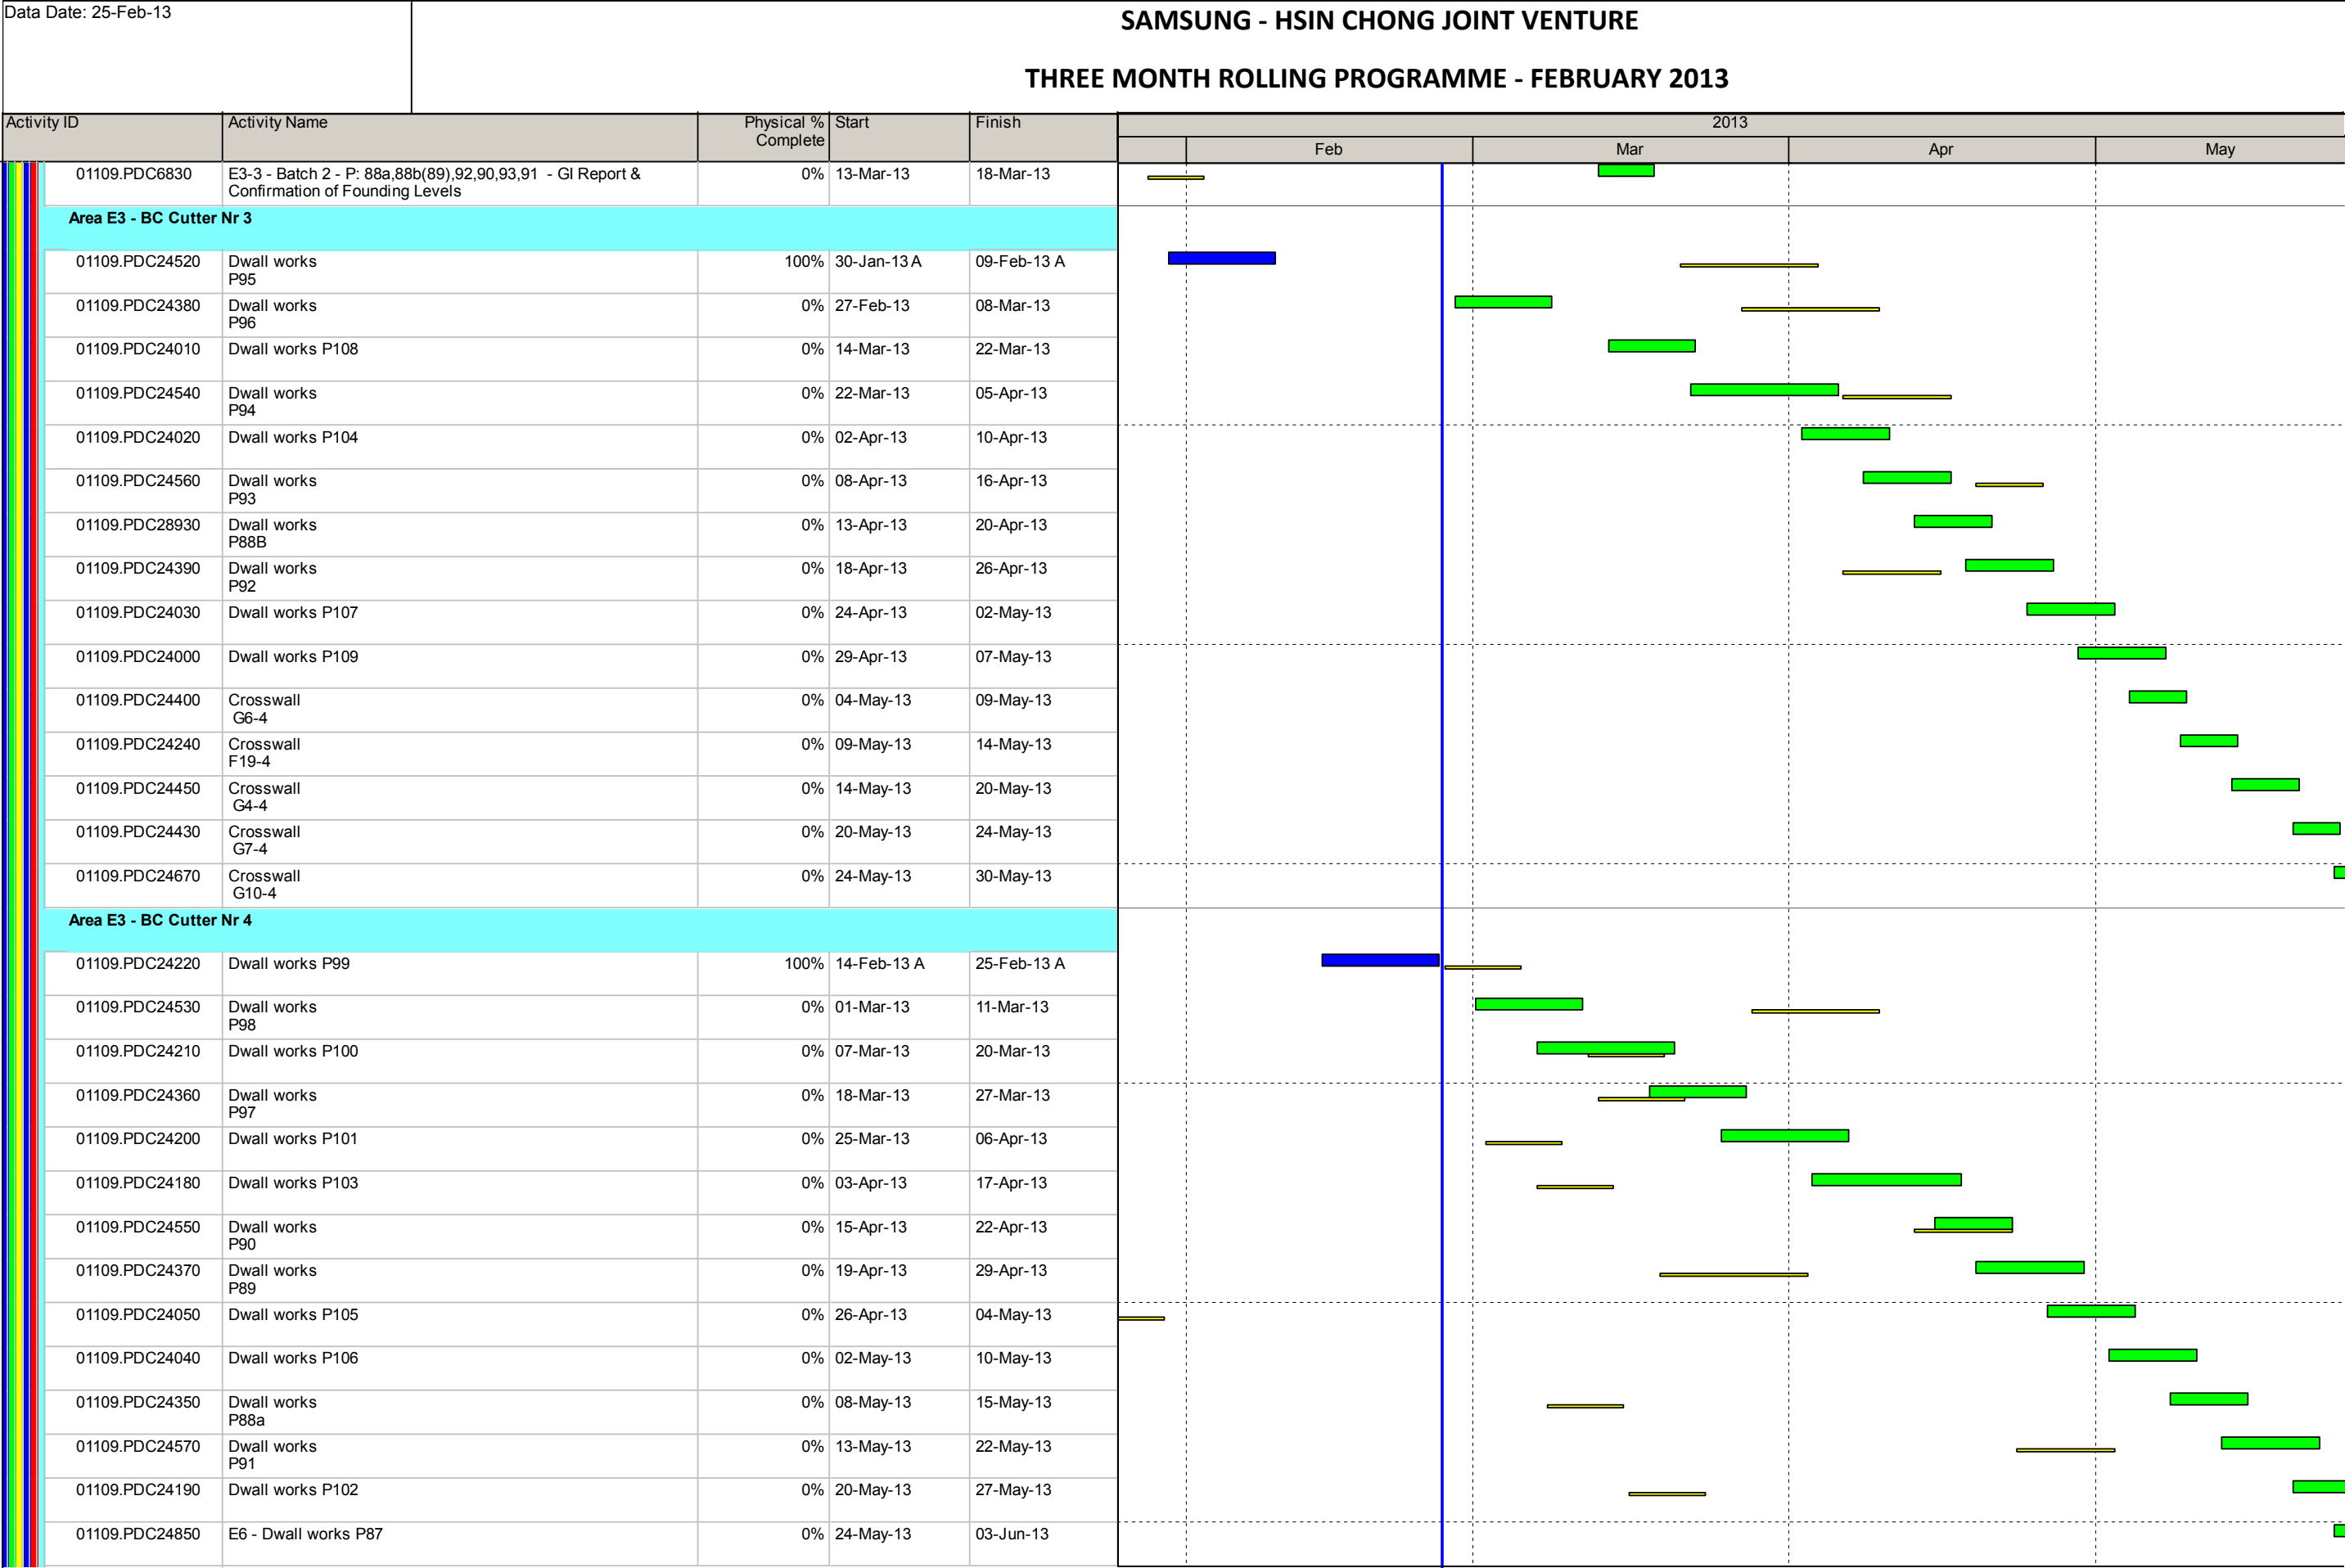 Data Date: 25-Feb-13
SAMSUNG - HSIN CHONG JOINT VENTURE
THREE MONTH ROLLING PROGRAMME - FEBRUARY 2013
Activity ID Activity Name Physical % Complete Start Finish 2013
Feb Mar Apr May
01109.PDC6830 E3-3 - Batch 2 - P: 88a,88b(89),92,90,93,91 - GI Report & 0% 13-Mar-13 18-Mar-13
Confirmation of Founding Levels
Area E3 - BC Cutter Nr 3
01109.PDC24520 Dwall works 100% 30-Jan-13 A 09-Feb-13 A
P95
01109.PDC24380 Dwall works 0% 27-Feb-13 08-Mar-13
P96
01109.PDC24010 Dwall works P108 0% 14-Mar-13 22-Mar-13
01109.PDC24540 Dwall works 0% 22-Mar-13 05-Apr-13
P94
01109.PDC24020 Dwall works P104 0% 02-Apr-13 10-Apr-13
01109.PDC24560 Dwall works 0% 08-Apr-13 16-Apr-13
P93
01109.PDC28930 Dwall works 0% 13-Apr-13 20-Apr-13
P88B
01109.PDC24390 Dwall works 0% 18-Apr-13 26-Apr-13
P92
01109.PDC24030 Dwall works P107 0% 24-Apr-13 02-May-13
01109.PDC24000 Dwall works P109 0% 29-Apr-13 07-May-13
01109.PDC24400 Crosswall 0% 04-May-13 09-May-13
G6-4
01109.PDC24240 Crosswall 0% 09-May-13 14-May-13
F19-4
01109.PDC24450 Crosswall 0% 14-May-13 20-May-13
G4-4
01109.PDC24430 Crosswall 0% 20-May-13 24-May-13
G7-4
01109.PDC24670 Crosswall 0% 24-May-13 30-May-13
G10-4
Area E3 - BC Cutter Nr 4
01109.PDC24220 Dwall works P99 100% 14-Feb-13 A 25-Feb-13 A
01109.PDC24530 Dwall works 0% 01-Mar-13 11-Mar-13
P98
01109.PDC24210 Dwall works P100 0% 07-Mar-13 20-Mar-13
01109.PDC24360 Dwall works 0% 18-Mar-13 27-Mar-13
P97
01109.PDC24200 Dwall works P101 0% 25-Mar-13 06-Apr-13
01109.PDC24180 Dwall works P103 0% 03-Apr-13 17-Apr-13
01109.PDC24550 Dwall works 0% 15-Apr-13 22-Apr-13
P90
01109.PDC24370 Dwall works 0% 19-Apr-13 29-Apr-13
P89
01109.PDC24050 Dwall works P105 0% 26-Apr-13 04-May-13
01109.PDC24040 Dwall works P106 0% 02-May-13 10-May-13
01109.PDC24350 Dwall works 0% 08-May-13 15-May-13
P88a
01109.PDC24570 Dwall works 0% 13-May-13 22-May-13
P91
01109.PDC24190 Dwall works P102 0% 20-May-13 27-May-13
01109.PDC24850 E6 - Dwall works P87 0% 24-May-13 03-Jun-13